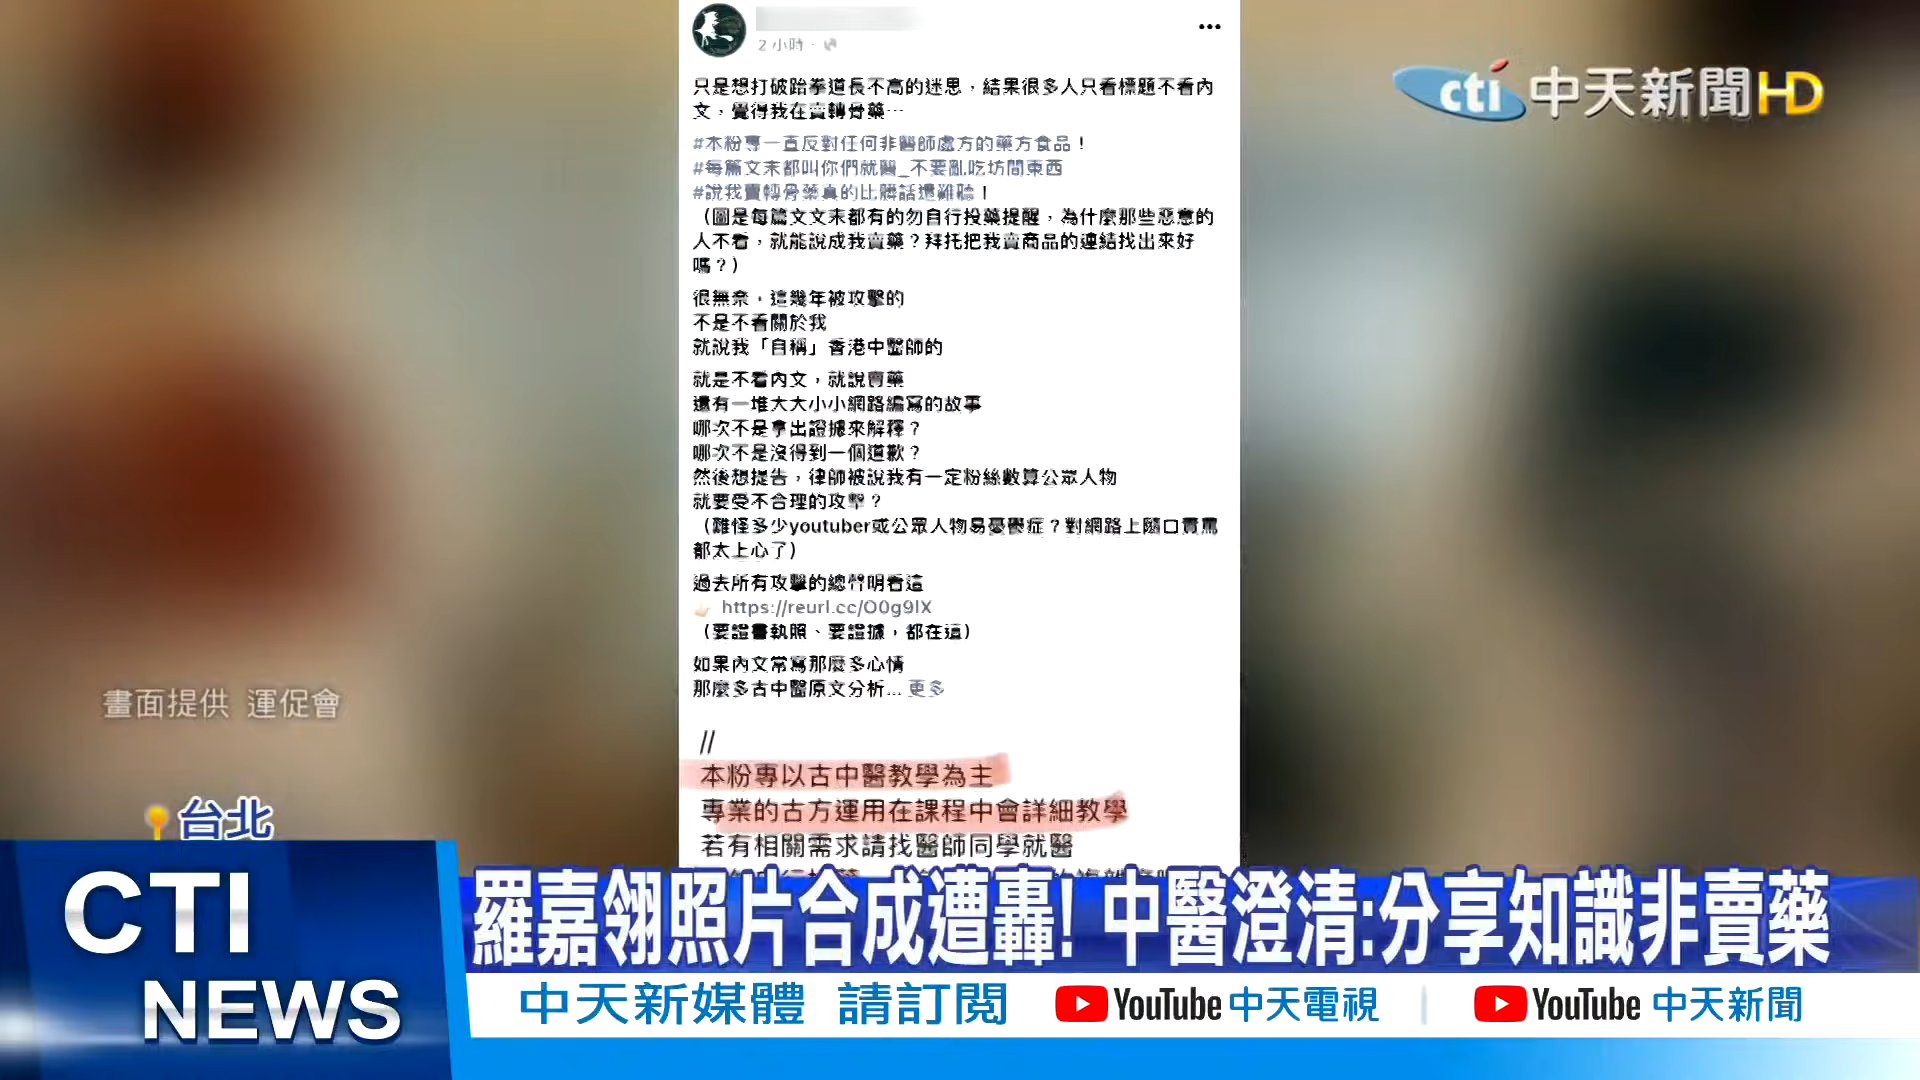 2 小時
只是想打破跆拳道長不高的迷思，結果很多人只看標題不看內
文，覺得我在賣轉骨藥…
#本粉專一直反對任何非醫師處方的藥方食品！
#每篇文末都叫你們就醫_不要亂吃坊間東西
#說我賣轉骨藥真的比髒話還難聽！
（圖是每篇文文末都有的勿自行投藥提醒，為什麼那些惡意的
人不看，就能說成我賣藥？拜托把我賣商品的連結找出來好
嗎？）
很無奈，這幾年被攻擊的
不是不看關於我
就說我「自稱」香港中醫師的
就是不看內文，就說賣藥
還有一堆大大小小網路編寫的故事
哪次不是拿出證據來解釋？
哪次不是沒得到一個道歉？
然後想提告，律師被說我有一定粉絲數算公眾人物
就要受不合理的攻擊？
（難怪多少youtuber或公眾人物易憂鬱症？對網路上隨口責罵
都太上心了）
過去所有攻擊的總聲明看這
https://reurl.cc/O0g9lX
（要證書執照、要證據，都在這）
如果內文常寫那麼多心情
那麼多古中醫原文分析... 更多
//
本粉專以古中醫教學為主
專業的古方運用在課程中會詳細教學
若有相關需求請找醫師同學就醫
cti 中天新聞HD
畫面提供 運促會
台北
CTI
NEWS
羅嘉翎照片合成遭轟! 中醫澄清:分享知識非賣藥
中天新媒體 請訂閱 YouTube 中天電視 | YouTube 中天新聞